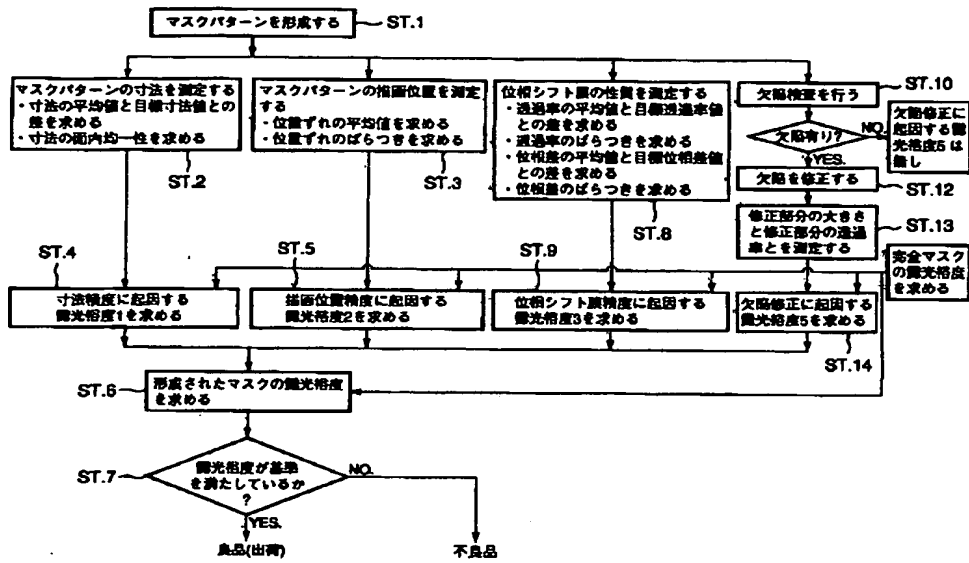 マスクパターンを形成する
ST.1
マスクパターンの寸法を測定する
・寸法の平均値と目標寸法値との
差を求める
・寸法の面内均一性を求める
ST.2
マスクパターンの描画位置を測定
する
・位置ずれの平均値を求める
・位置ずれのばらつきを求める
ST.3
位相シフト膜の性質を測定する
・透過率の平均値と目標透過率値
との差を求める
・透過率のばらつきを求める
・位相差の平均値と目標位相差値
との差を求める
・位相差のばらつきを求める
ST.8
ST.10
欠陥検査を行う
欠陥有り?
NO.
YES.
欠陥修正に
起因する露
光裕度5は
無し
欠陥を修正する
ST.12
修正部分の大きさ
と修正部分の透過
率とを測定する
ST.13
完全マスク
の露光裕度
を求める
ST.4
寸法精度に起因する
露光裕度1を求める
ST.5
描画位置精度に起因する
露光裕度2を求める
ST.9
位相シフト膜精度に起因する
露光裕度3を求める
欠陥修正に起因する
露光裕度5を求める
ST.14
ST.6
形成されたマスクの露光裕度
を求める
ST.7
露光裕度が基準
を満たしているか
?
NO.
YES.
良品(出荷)
不良品